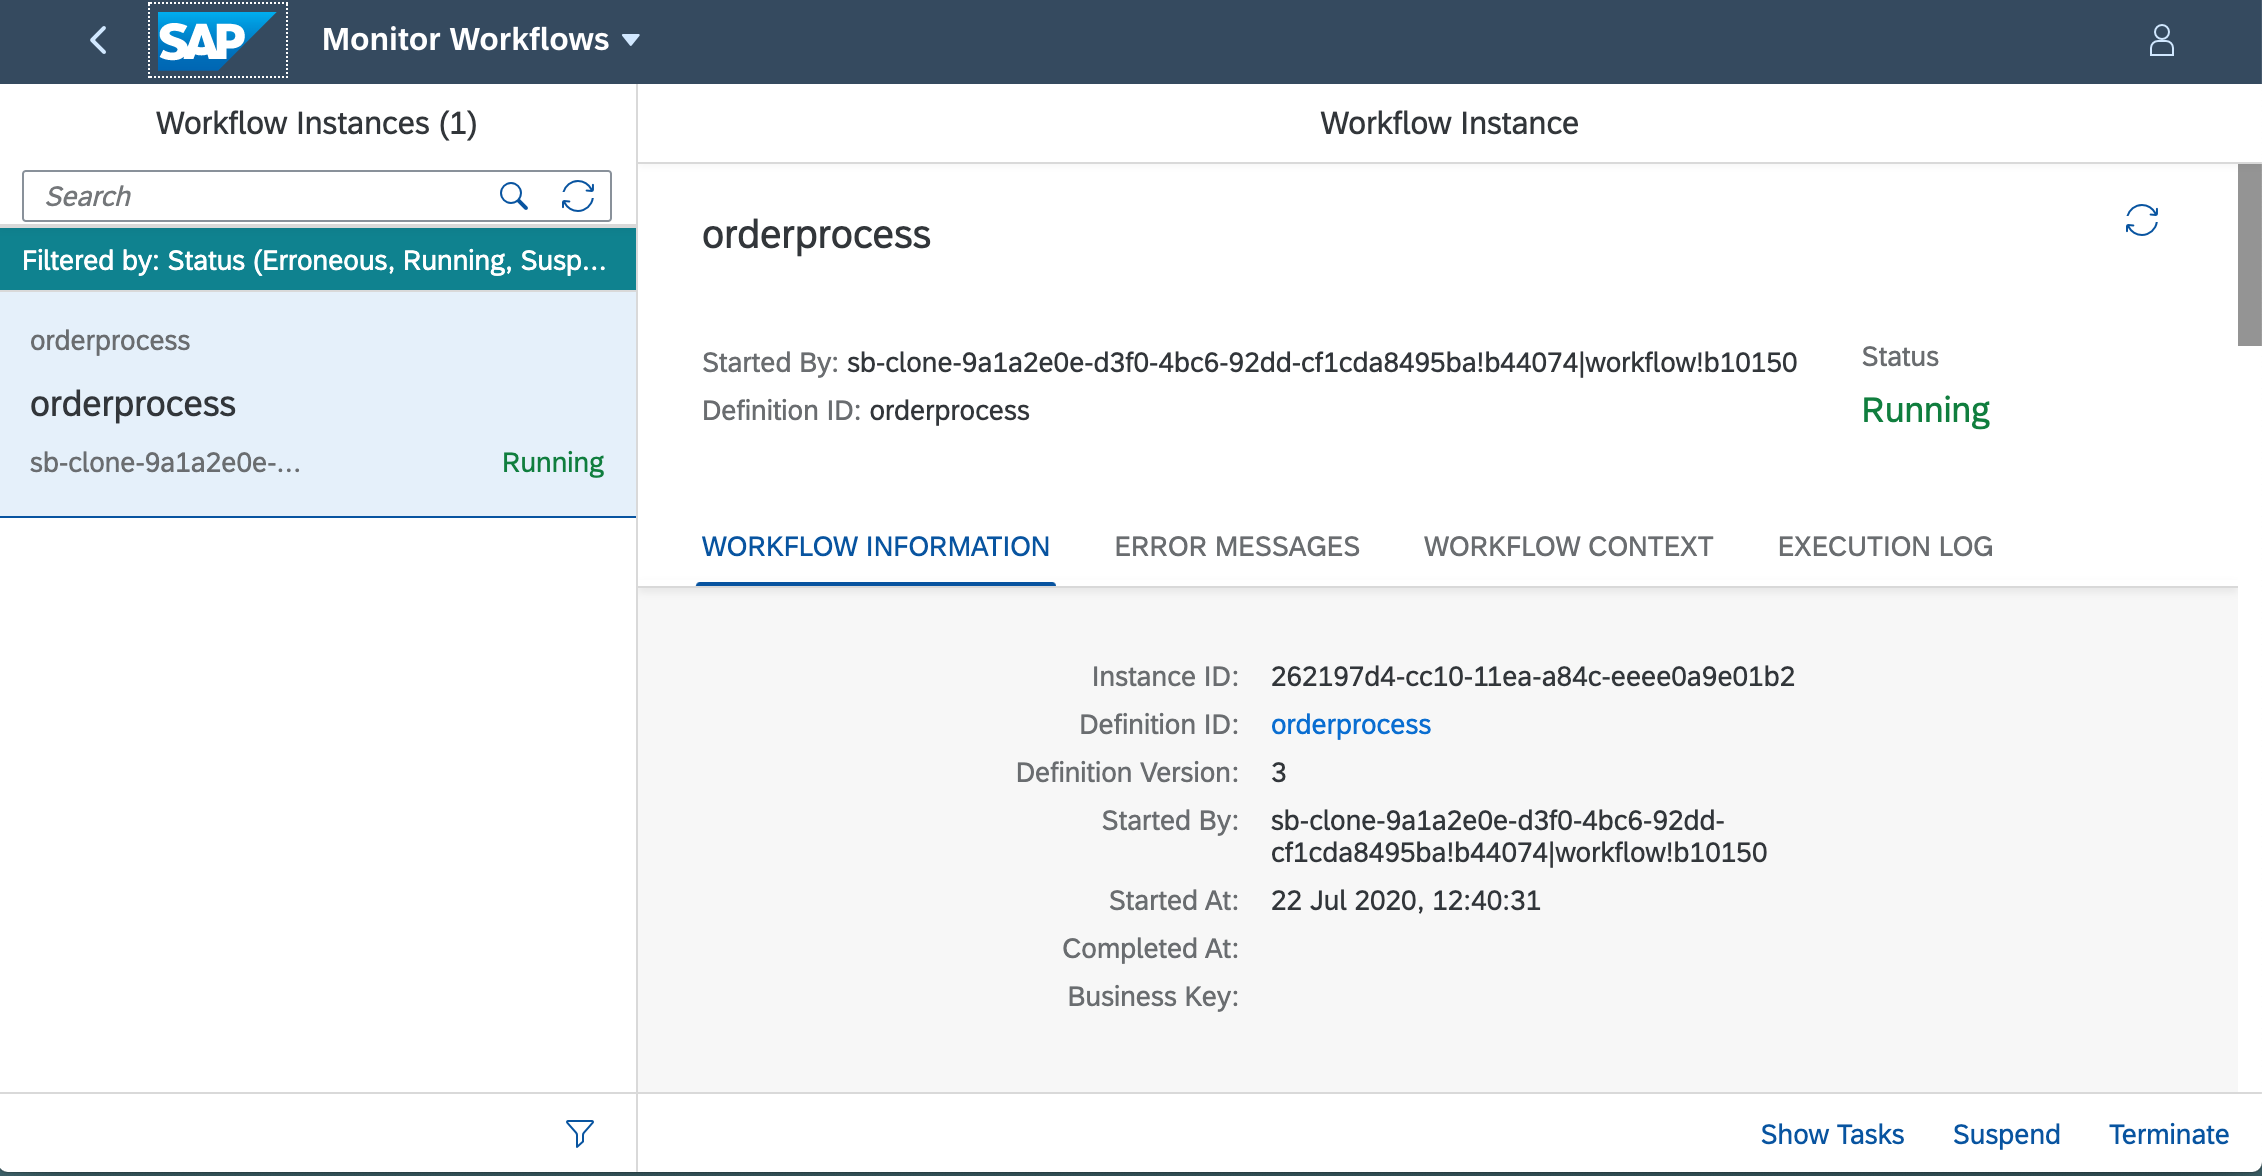 SAP Monitor Workflows
Workflow Instances (1)
Search
Filtered by: Status (Erroneous, Running, Susp...
orderprocess
orderprocess
sb-clone-9a1a2e0e-... Running
Workflow Instance
orderprocess
Started By: sb-clone-9a1a2e0e-d3f0-4bc6-92dd-cf1cda8495ba!b44074|workflow!b10150
Definition ID: orderprocess
Status
Running
WORKFLOW INFORMATION ERROR MESSAGES WORKFLOW CONTEXT EXECUTION LOG
Instance ID: 262197d4-cc10-11ea-a84c-eeee0a9e01b2
Definition ID: orderprocess
Definition Version: 3
Started By: sb-clone-9a1a2e0e-d3f0-4bc6-92dd-
cf1cda8495ba!b44074|workflow!b10150
Started At: 22 Jul 2020, 12:40:31
Completed At:
Business Key:
Show Tasks Suspend Terminate